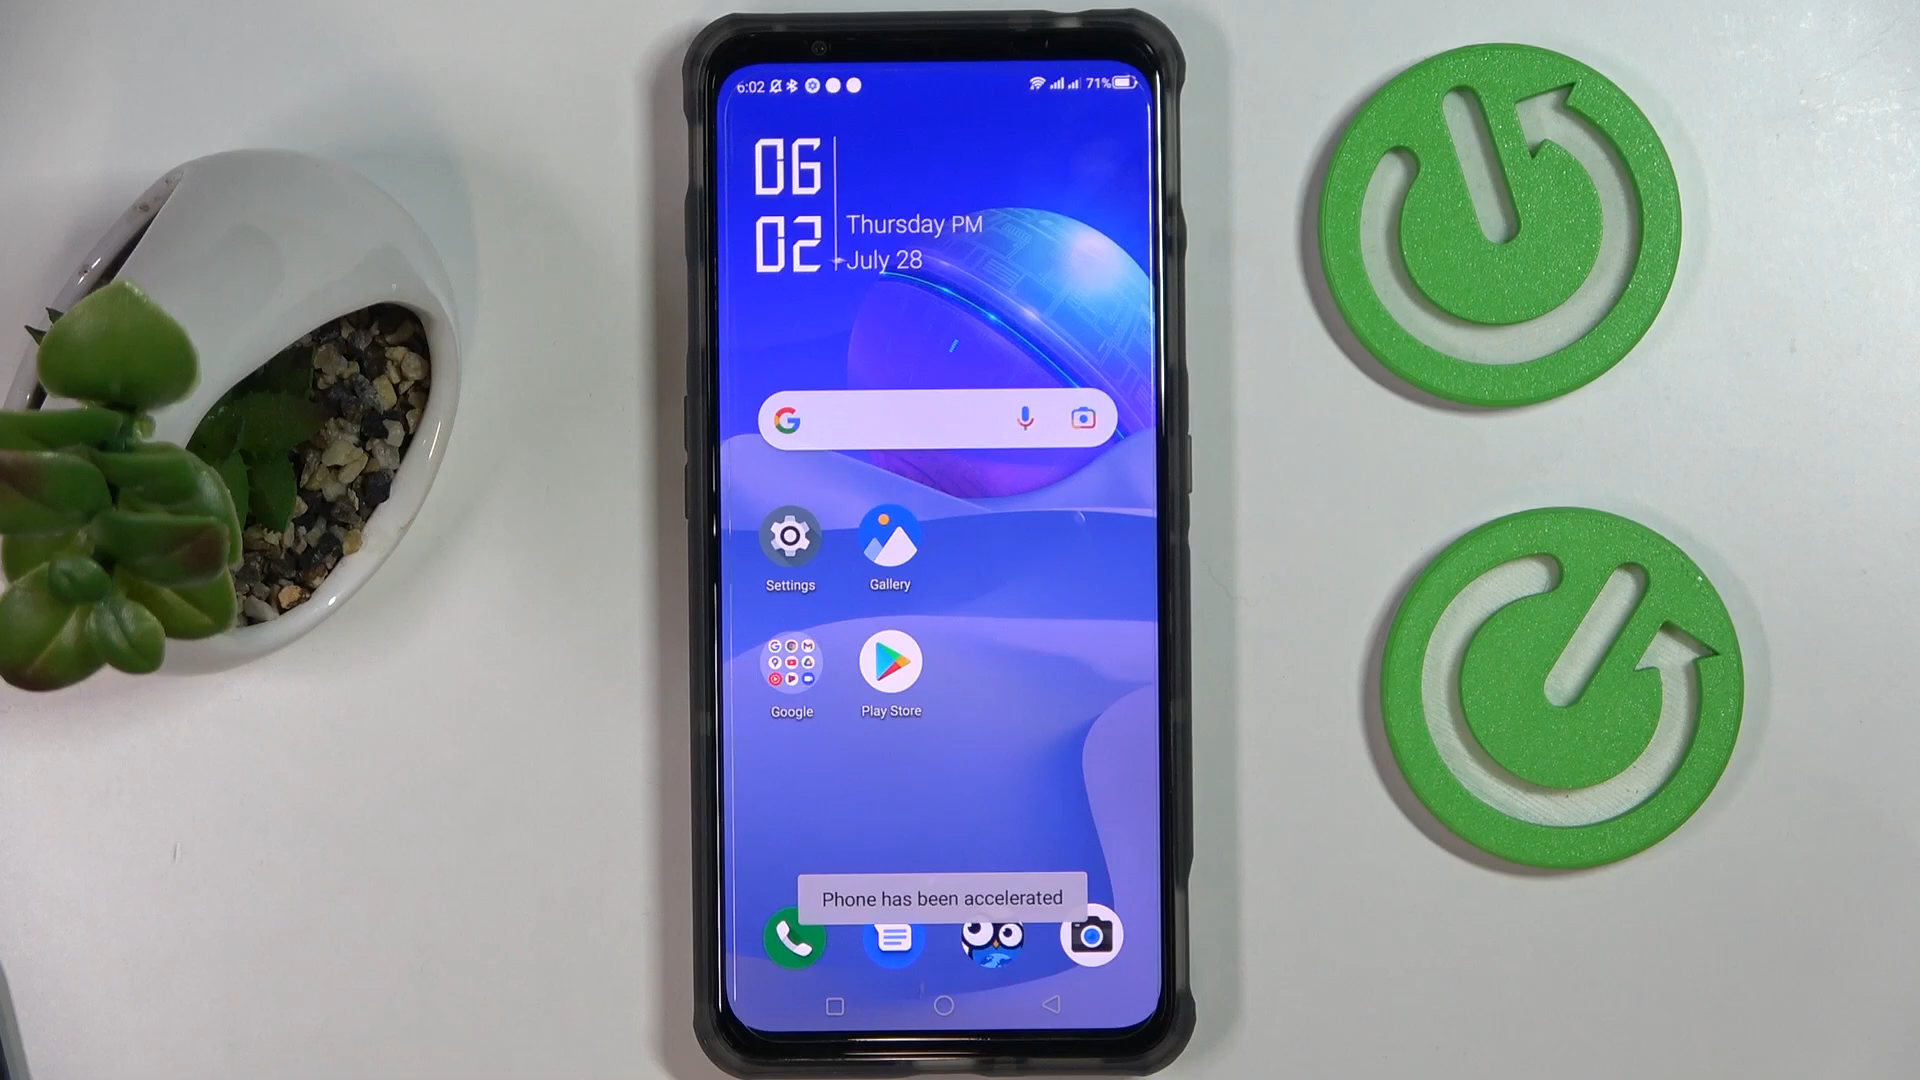 6:02
71%
06
02
Thursday PM
July 28
Settings
Gallery
Google
Play Store
Phone has been accelerated